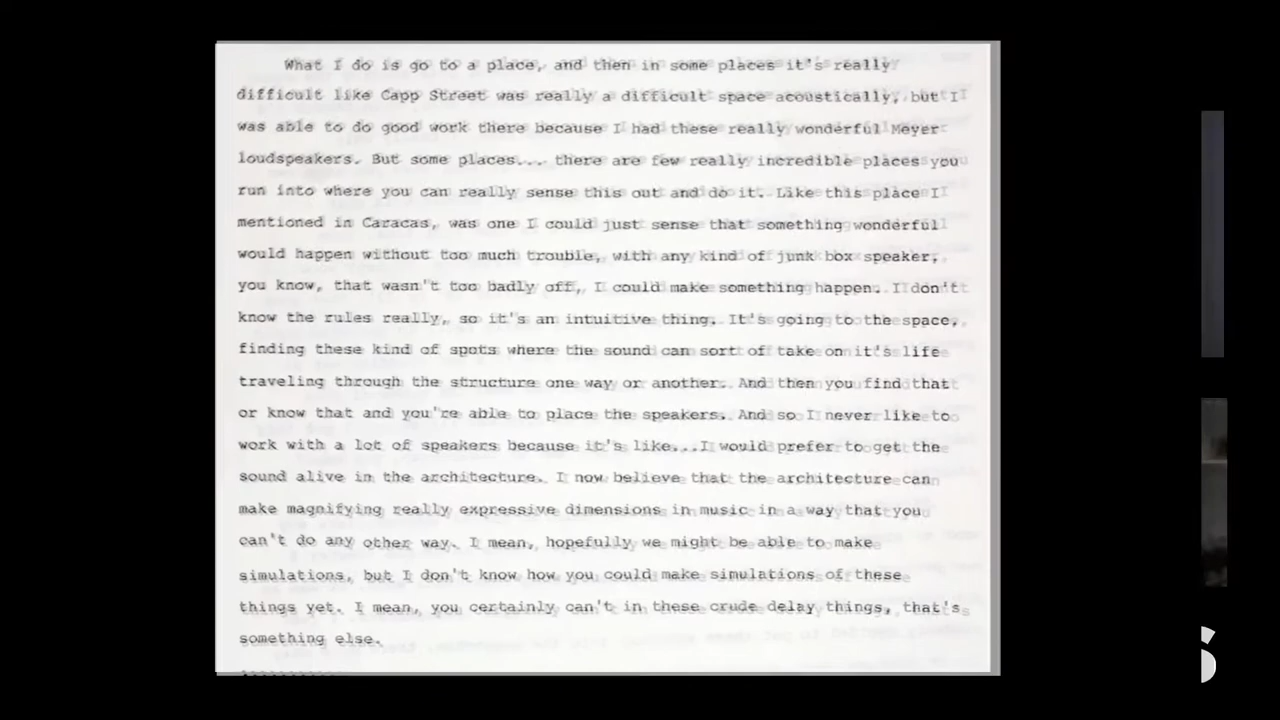 What I do is go to a place, and then in some places it's really
difficult like Capp Street was really a difficult space acoustically, but I
was able to do good work there because I had these really wonderful Meyer
loudspeakers. But some places... there are few really incredible places you
run into where you can really sense this out and do it. Like this place I
mentioned in Caracas, was one I could just sense that something wonderful
would happen without too much trouble, with any kind of junk box speaker,
you know, that wasn't too badly off, I could make something happen. I don't
know the rules really, so it's an intuitive thing. It's going to the space,
finding these kind of spots where the sound can sort of take on it's life
traveling through the structure one way or another. And then you find that
or know that and you're able to place the speakers. And so I never like to
work with a lot of speakers because it's like...I would prefer to get the
sound alive in the architecture. I now believe that the architecture can
make magnifying really expressive dimensions in music in a way that you
can't do any other way. I mean, hopefully we might be able to make
simulations, but I don't know how you could make simulations of these
things yet. I mean, you certainly can't in these crude delay things, that's
something else.
S